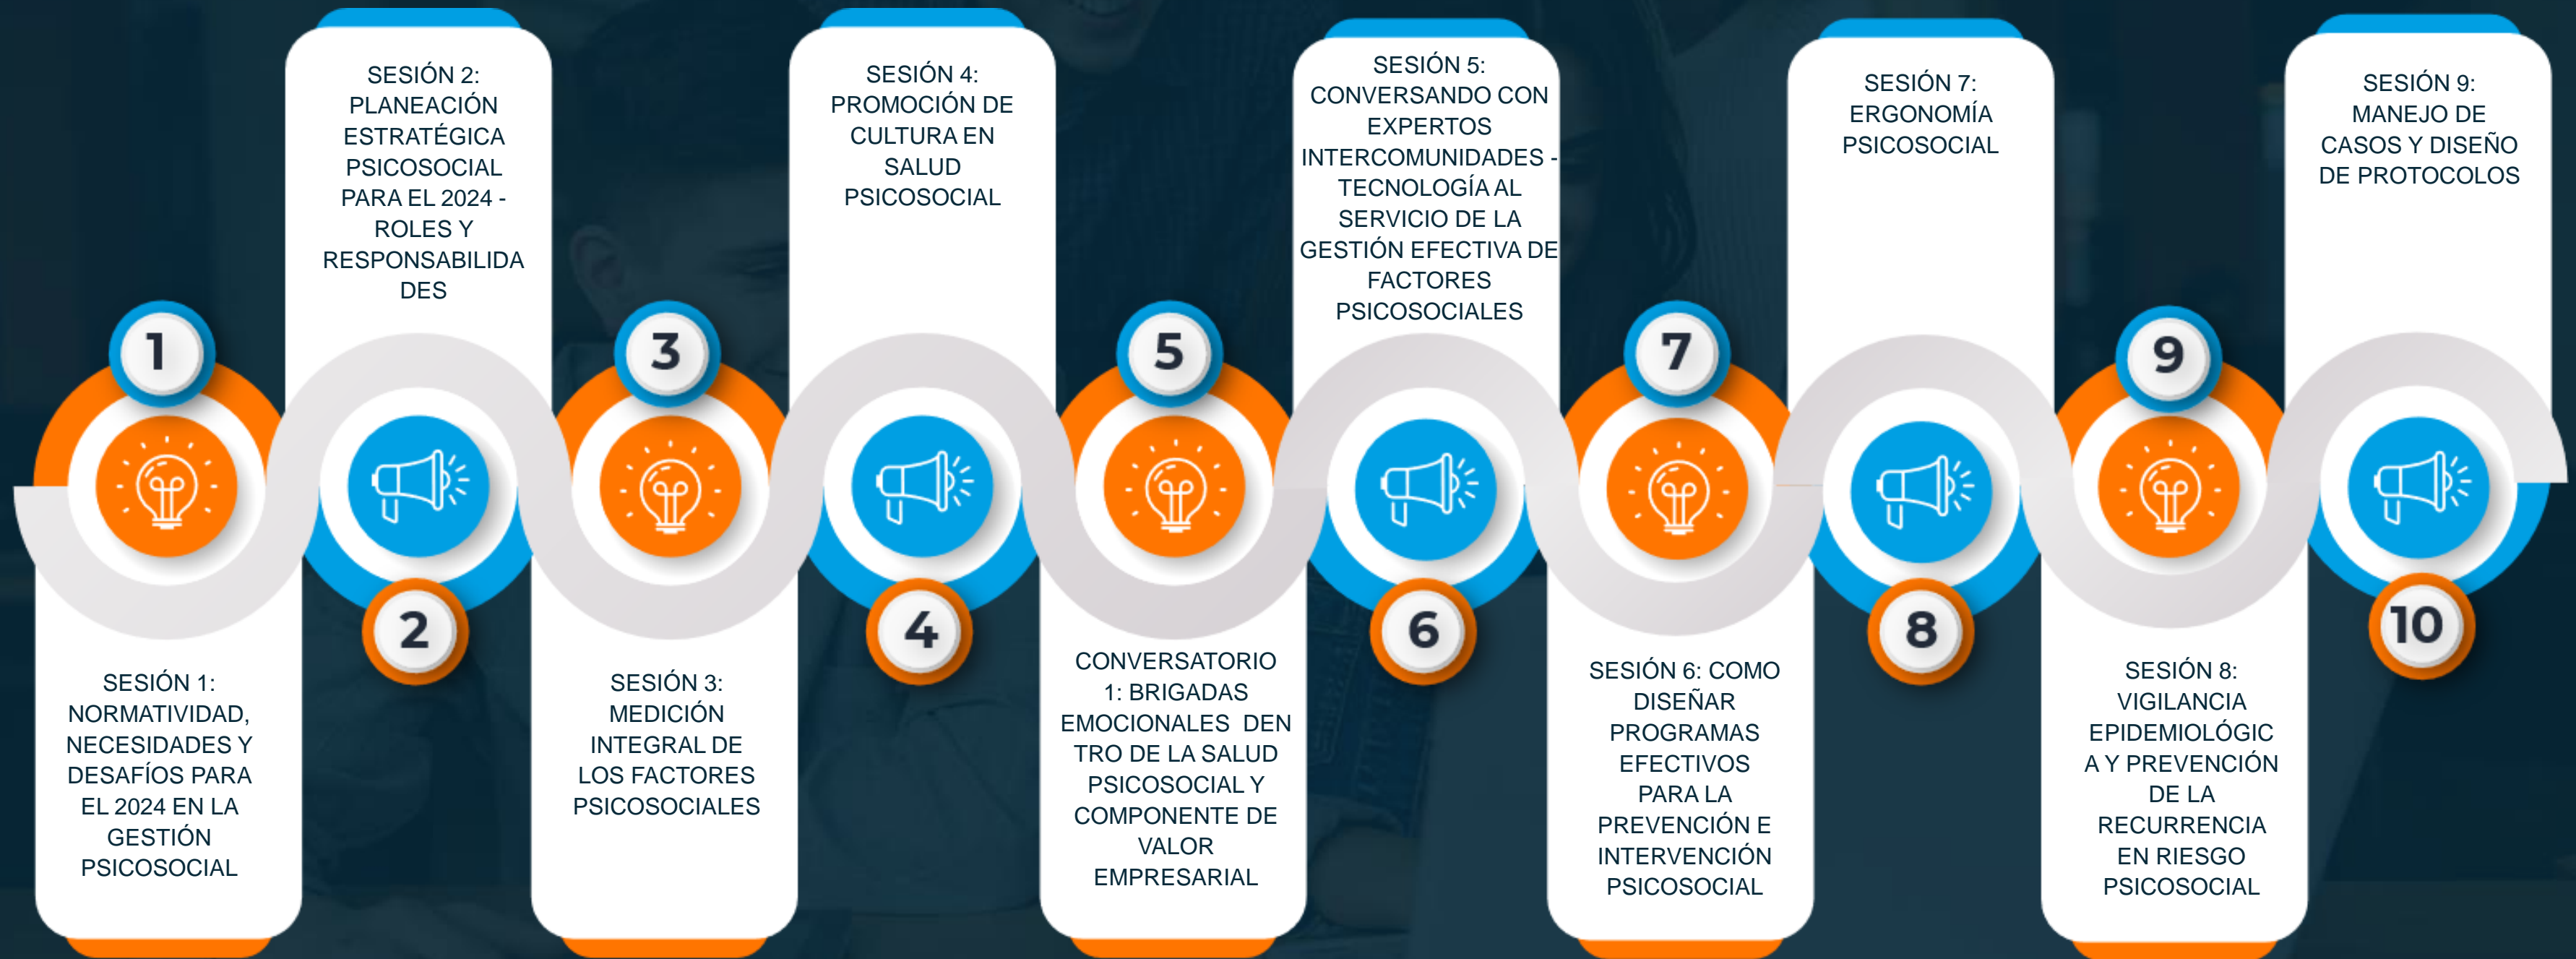 1
SESIÓN 1:
NORMATIVIDAD,
NECESIDADES Y
DESAFÍOS PARA
EL 2024 EN LA
GESTIÓN
PSICOSOCIAL
SESIÓN 2:
PLANEACIÓN
ESTRATÉGICA
PSICOSOCIAL
PARA EL 2024 -
ROLES Y
RESPONSABILIDA
DES
2
3
SESIÓN 3:
MEDICIÓN
INTEGRAL DE
LOS FACTORES
PSICOSOCIALES
SESIÓN 4:
PROMOCIÓN DE
CULTURA EN
SALUD
PSICOSOCIAL
4
5
CONVERSATORIO
1: BRIGADAS
EMOCIONALES DEN
TRO DE LA SALUD
PSICOSOCIAL Y
COMPONENTE DE
VALOR
EMPRESARIAL
SESIÓN 5:
CONVERSANDO CON
EXPERTOS
INTERCOMUNIDADES -
TECNOLOGÍA AL
SERVICIO DE LA
GESTIÓN EFECTIVA DE
FACTORES
PSICOSOCIALES
6
7
SESIÓN 6: COMO
DISEÑAR
PROGRAMAS
EFECTIVOS
PARA LA
PREVENCIÓN E
INTERVENCIÓN
PSICOSOCIAL
SESIÓN 7:
ERGONOMÍA
PSICOSOCIAL
8
9
SESIÓN 8:
VIGILANCIA
EPIDEMIOLÓGIC
A Y PREVENCIÓN
DE LA
RECURRENCIA
EN RIESGO
PSICOSOCIAL
SESIÓN 9:
MANEJO DE
CASOS Y DISEÑO
DE PROTOCOLOS
10